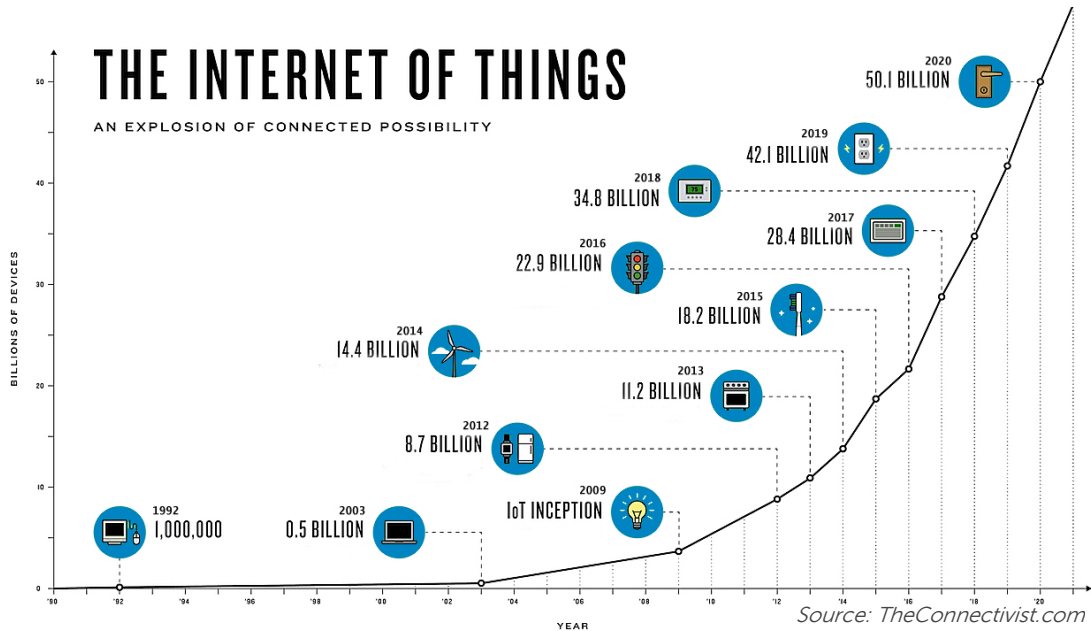 THE INTERNET OF THINGS
AN EXPLOSION OF CONNECTED POSSIBILITY
2020
50.1 BILLION
2019
42.1 BILLION
2018
34.8 BILLION
2017
28.4 BILLION
2016
22.9 BILLION
2015
18.2 BILLION
2014
14.4 BILLION
2013
11.2 BILLION
2012
8.7 BILLION
2009
IoT INCEPTION
2003
0.5 BILLION
1992
1,000,000
75
BILLIONS OF DEVICES
50
40
30
20
10
0
'90 '92 '94 '96 '98 '00 '02 '04 '06 '08 '10 '12 '14 '16 '18 '20
YEAR
Source: TheConnectivist.com